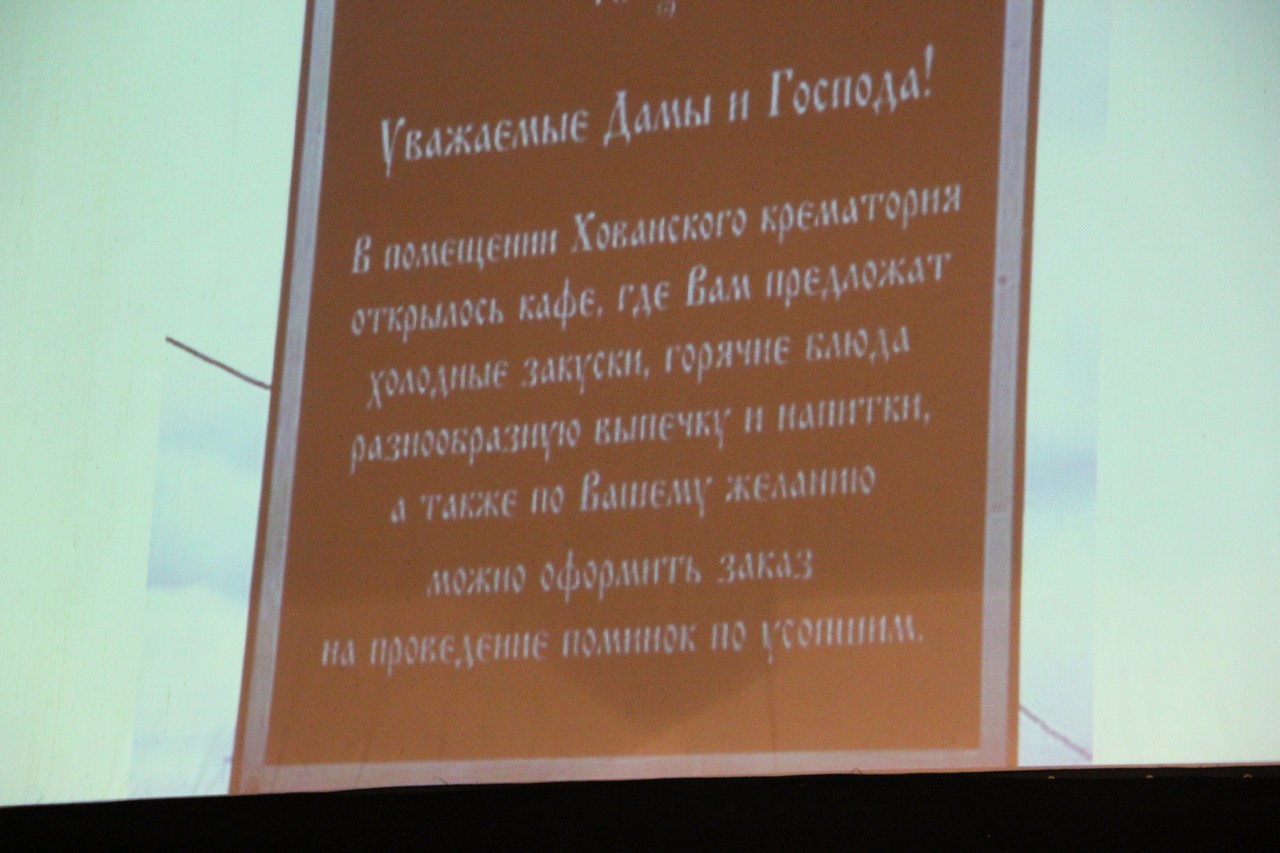 Уважаемые Дамы и Господа!
В помещении Хованского крематория
открылось кафе, где Вам предложат
холодные закуски, горячие блюда
разнообразную выпечку и напитки,
а также по Вашему желанию
можно оформить заказ
на проведение поминок по усопшим.